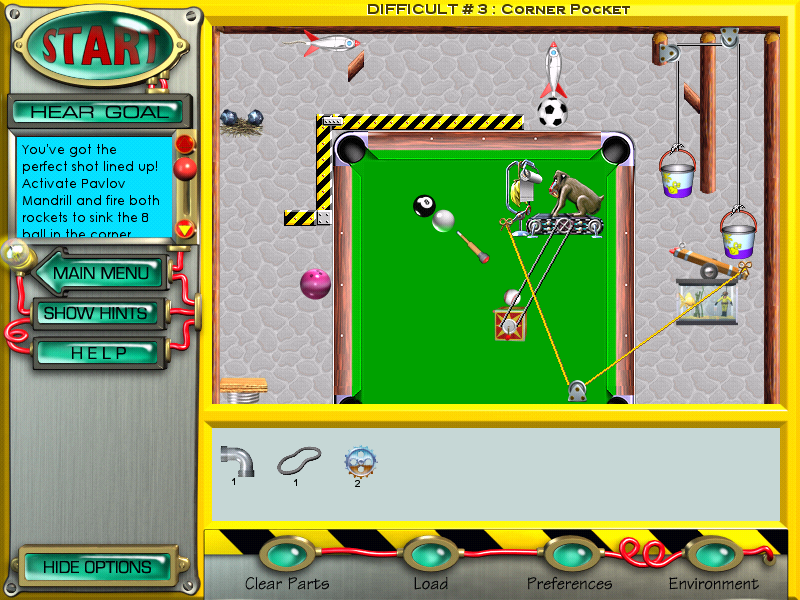 DIFFICULT # 3 : CORNER POCKET
START
HEAR GOAL
You've got the
perfect shot lined up!
Activate Pavlov
Mandrill and fire both
rockets to sink the 8
ball in the corner
MAIN MENU
SHOW HINTS
HELP
8
1
1
2
HIDE OPTIONS
Clear Parts
Load
Preferences
Environment